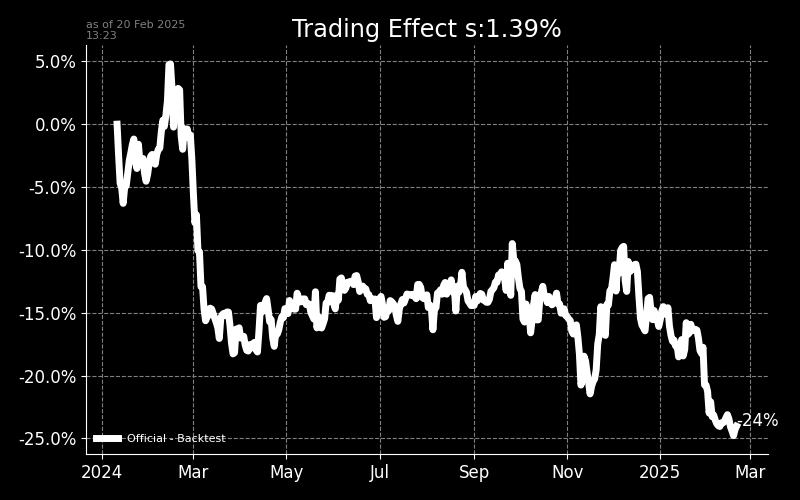 as of 20 Feb 2025
13:23
Trading Effect s:1.39%
5.0%
0.0%
-5.0%
-10.0%
-15.0%
-20.0%
-25.0%
-24%
Official - Backtest
2024 Mar May Jul Sep Nov 2025 Mar